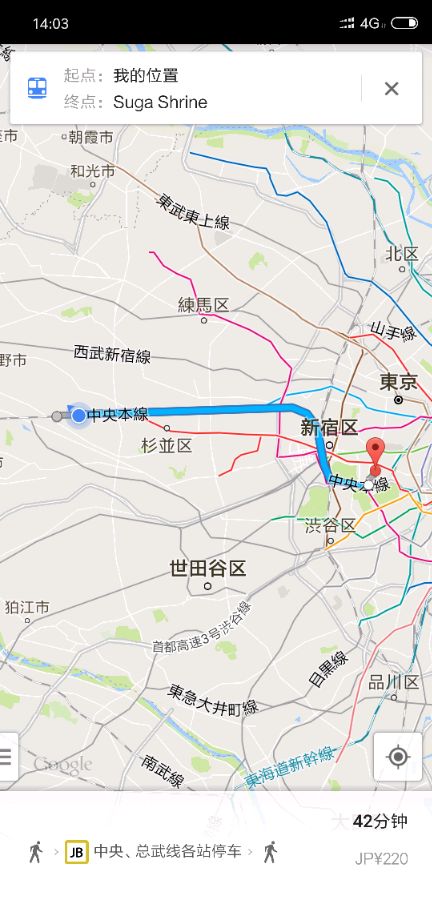 14:03
4G
起点: 我的位置
终点: Suga Shrine
朝霞市
和光市
東武東上線
北区
練馬区
山手線
野市
西武新宿線
東京
中央本線
新宿区
杉並区
中央本線
渋谷区
世田谷区
狛江市
首都高速3号渋谷線
目黒線
品川区
東急大井町線
Google
南武線
東海道新幹線
大 42分钟
JB 中央、总武线各站停车
JP¥220